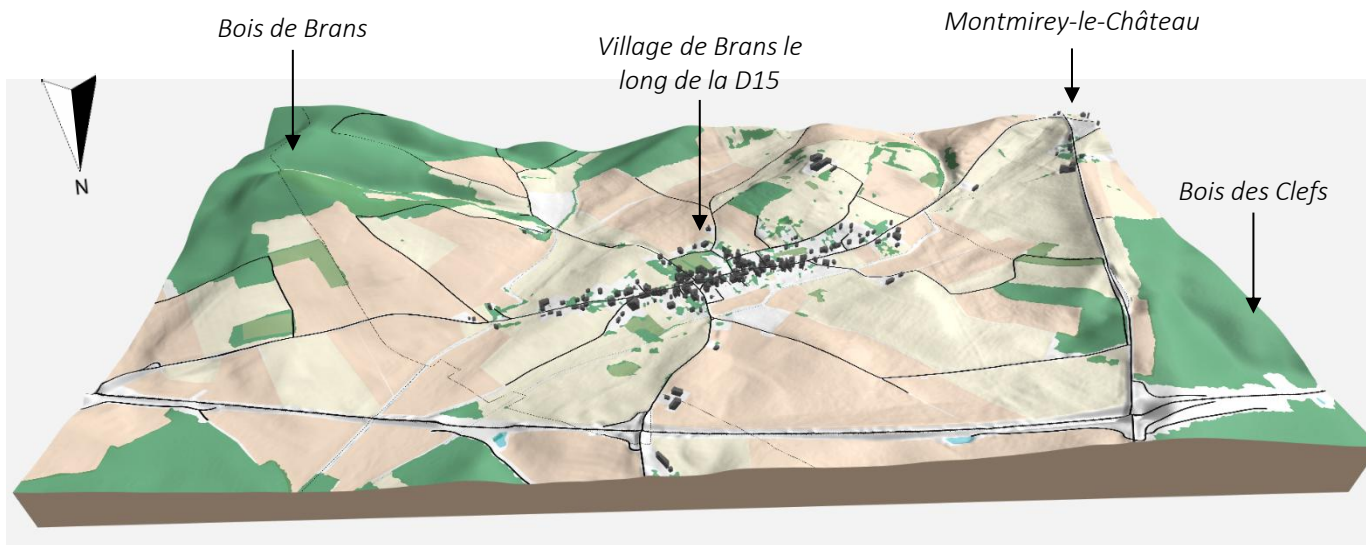 Montmirey-le-Château
Bois de Brans
Village de Brans le
long de la D15
Bois des Clefs
N